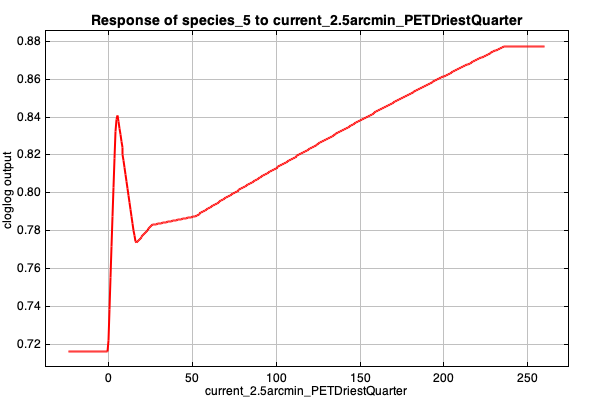 Response of species_5 to current_2.5arcmin_PETDriestQuarter
cloglog output
0.88
0.86
0.84
0.82
0.80
0.78
0.76
0.74
0.72
0 50 100 150 200 250
current_2.5arcmin_PETDriestQuarter